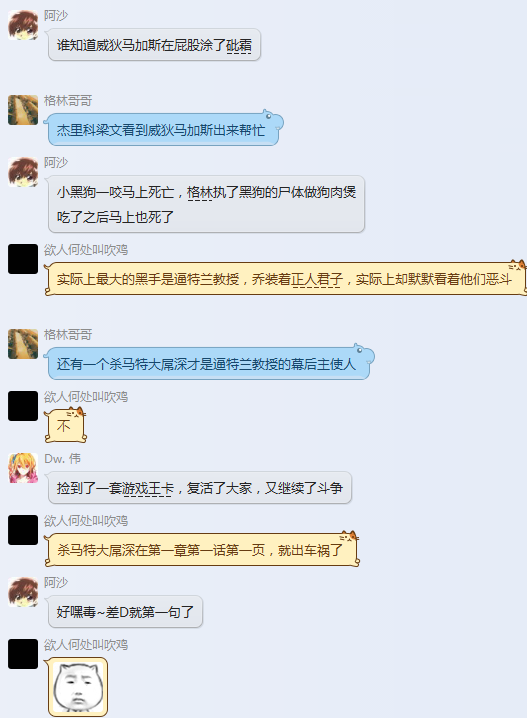 阿沙
谁知道威狄马加斯在屁股涂了砒霜
格林哥哥
杰里科梁文看到威狄马加斯出来帮忙
阿沙
小黑狗一咬马上死亡，格林执了黑狗的尸体做狗肉煲
吃了之后马上也死了
欲人何处叫吹鸡
实际上最大的黑手是逼特兰教授，乔装着正人君子，实际上却默默看着他们恶斗
格林哥哥
还有一个杀马特大屌深才是逼特兰教授的幕后主使人
欲人何处叫吹鸡
不
Dw. 伟
捡到了一套游戏王卡，复活了大家，又继续了斗争
欲人何处叫吹鸡
杀马特大屌深在第一章第一话第一页，就出车祸了
阿沙
好嘿毒~差D就第一句了
欲人何处叫吹鸡